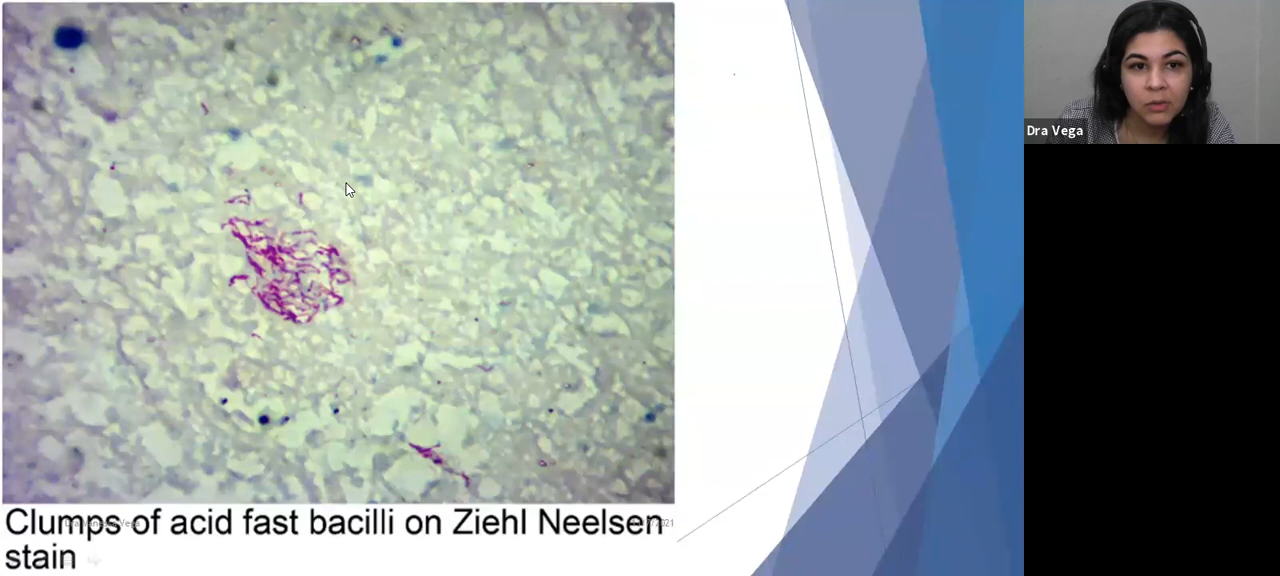 Clumps of acid fast bacilli on Ziehl Neelsen
stain
Dra Vega